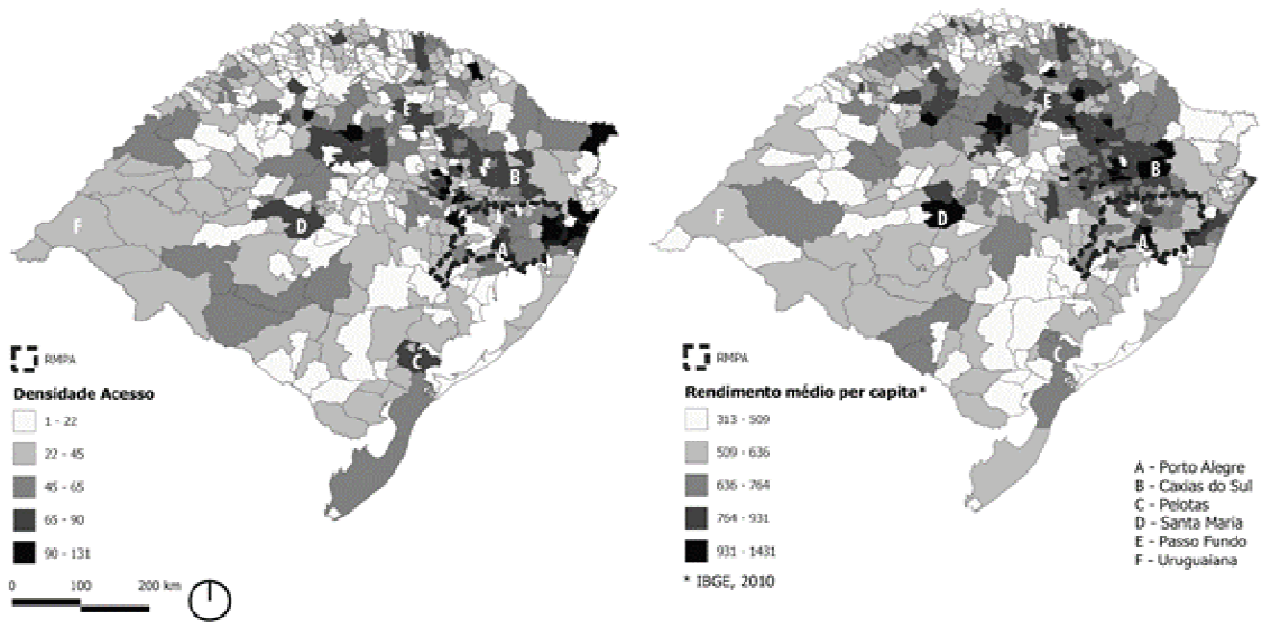 E
B
F
D
A
C
RMPA
Densidade Acesso
1 - 22
22 - 45
45 - 65
65 - 90
90 - 131
0 100 200 km
E
B
F
D
A
C
RMPA
Rendimento médio per capita*
313 - 509
509 - 636
636 - 764
764 - 931
931 - 1431
* IBGE, 2010
A - Porto Alegre
B - Caxias do Sul
C - Pelotas
D - Santa Maria
E - Passo Fundo
F - Uruguaiana